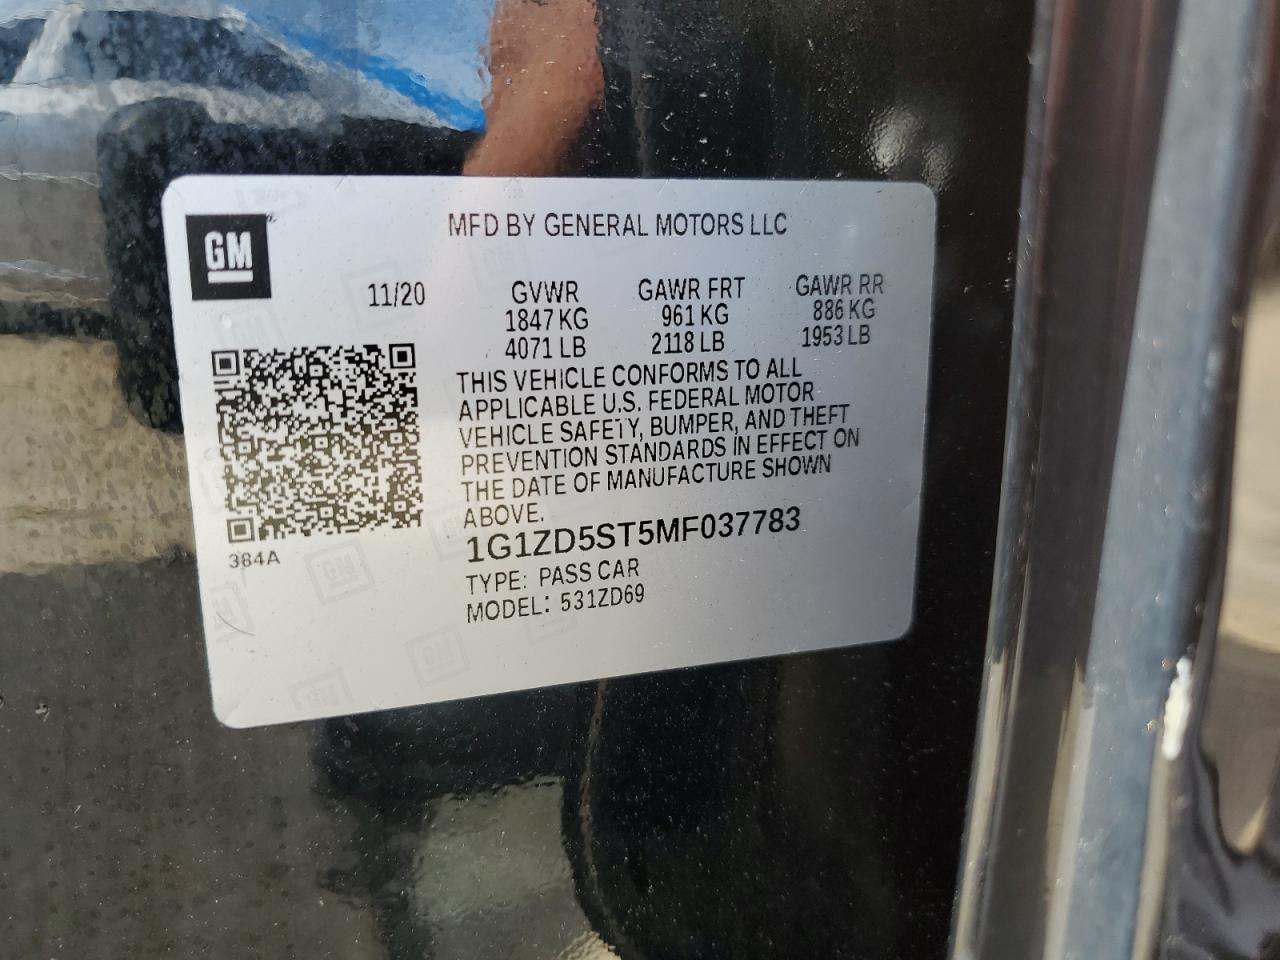 GM
MFD BY GENERAL MOTORS LLC
11/20 GVWR GAWR FRT GAWR RR
1847 KG 961 KG 886 KG
4071 LB 2118 LB 1953 LB
THIS VEHICLE CONFORMS TO ALL
APPLICABLE U.S. FEDERAL MOTOR
VEHICLE SAFETY, BUMPER, AND THEFT
PREVENTION STANDARDS IN EFFECT ON
THE DATE OF MANUFACTURE SHOWN
ABOVE.
384A
1G1ZD5ST5MF037783
TYPE: PASS CAR
MODEL: 531ZD69